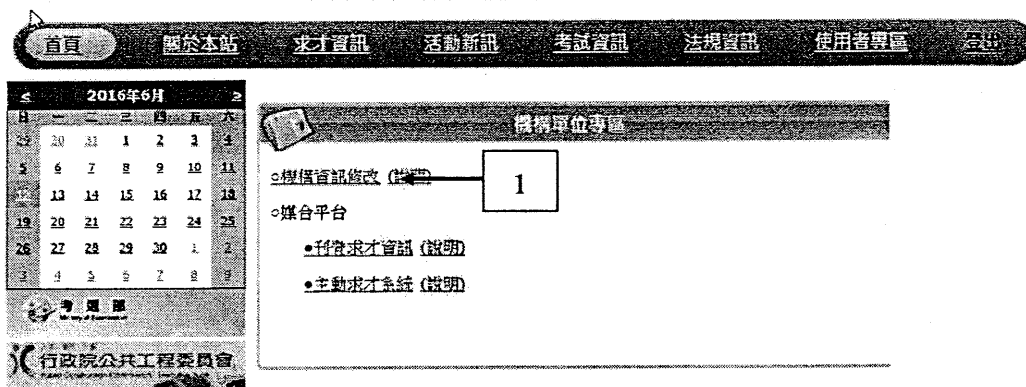 首頁 關於本站 求才資訊 活動新訊 考試資訊 法規資訊 使用者專區 登出
< 2016年6月 >
日 一 二 三 四 五 六
29 30 31 1 2 3 4
5 6 7 8 9 10 11
12 13 14 15 16 17 18
19 20 21 22 23 24 25
26 27 28 29 30 1 2
3 4 5 6 7 8 9
考選部
行政院公共工程委員會
機構單位專區
○機構資訊修改 (說明)
1
○媒合平台
●刊登求才資訊 (說明)
●主動求才系統 (說明)